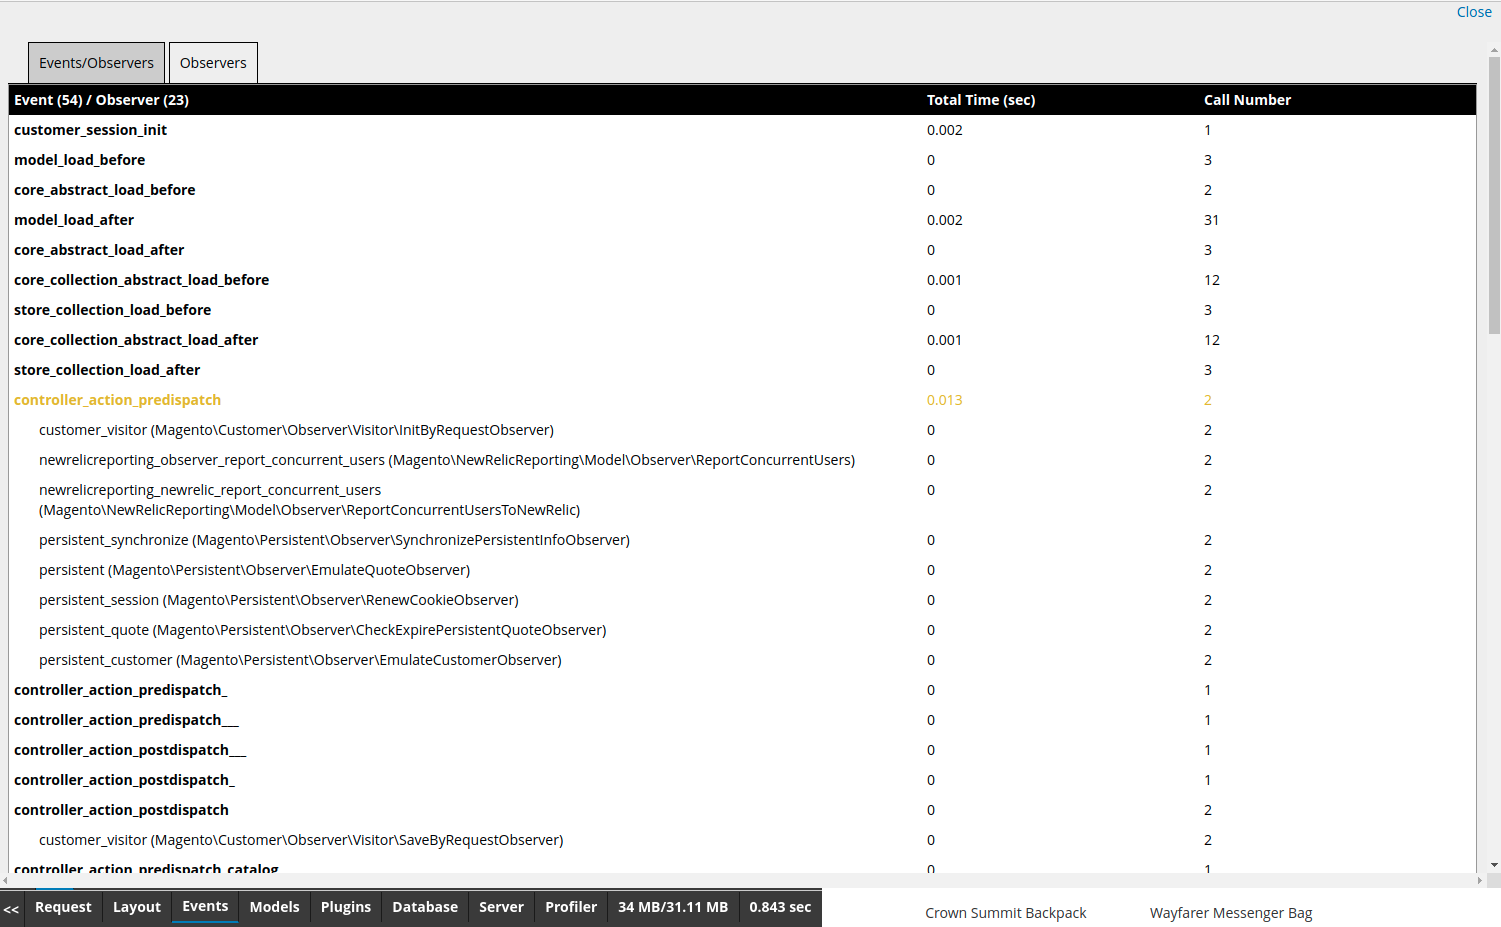 Close
Events/Observers Observers
Event (54) / Observer (23) Total Time (sec) Call Number
customer_session_init 0.002 1
model_load_before 0 3
core_abstract_load_before 0 2
model_load_after 0.002 31
core_abstract_load_after 0 3
core_collection_abstract_load_before 0.001 12
store_collection_load_before 0 3
core_collection_abstract_load_after 0.001 12
store_collection_load_after 0 3
controller_action_predispatch 0.013 2
customer_visitor (Magento\Customer\Observer\Visitor\InitByRequestObserver) 0 2
newrelicreporting_observer_report_concurrent_users (Magento\NewRelicReporting\Model\Observer\ReportConcurrentUsers) 0 2
newrelicreporting_newrelic_report_concurrent_users 0 2
(Magento\NewRelicReporting\Model\Observer\ReportConcurrentUsersToNewRelic)
persistent_synchronize (Magento\Persistent\Observer\SynchronizePersistentInfoObserver) 0 2
persistent (Magento\Persistent\Observer\EmulateQuoteObserver) 0 2
persistent_session (Magento\Persistent\Observer\RenewCookieObserver) 0 2
persistent_quote (Magento\Persistent\Observer\CheckExpirePersistentQuoteObserver) 0 2
persistent_customer (Magento\Persistent\Observer\EmulateCustomerObserver) 0 2
controller_action_predispatch_ 0 1
controller_action_predispatch___ 0 1
controller_action_postdispatch___ 0 1
controller_action_postdispatch_ 0 1
controller_action_postdispatch 0 2
customer_visitor (Magento\Customer\Observer\Visitor\SaveByRequestObserver) 0 2
controller_action_predispatch_catalog 0 1
<< Request Layout Events Models Plugins Database Server Profiler 34 MB/31.11 MB 0.843 sec
Crown Summit Backpack Wayfarer Messenger Bag